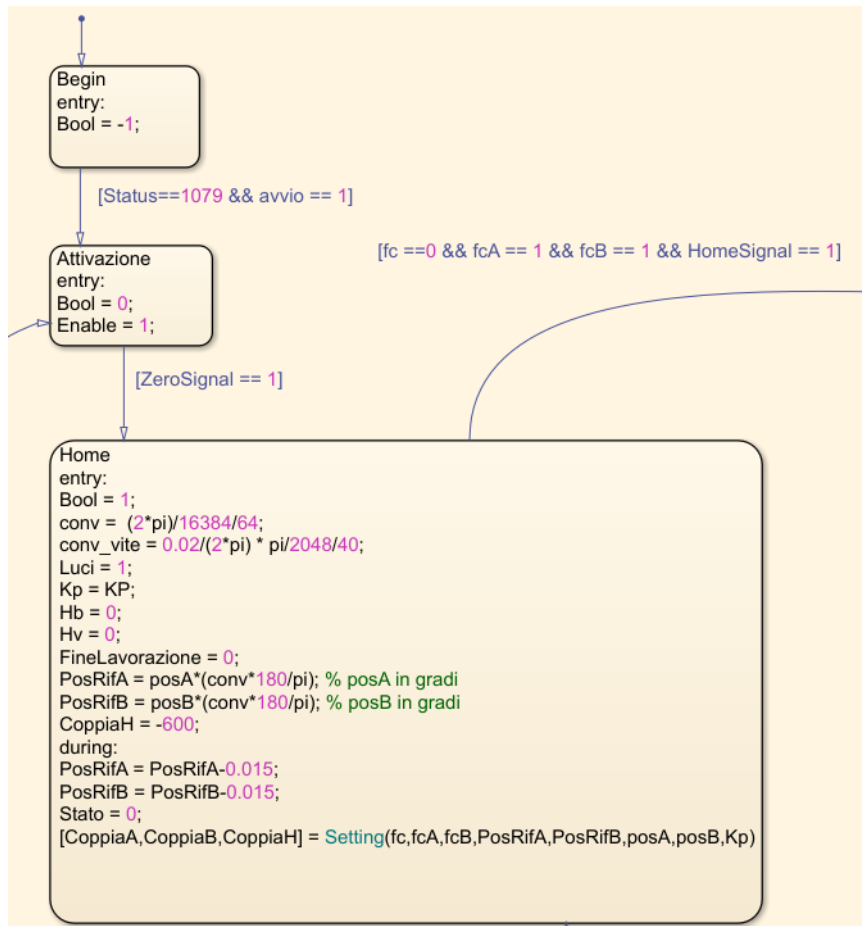 Begin
entry:
Bool = -1;
[Status==1079 && avvio == 1]
[fc ==0 && fcA == 1 && fcB == 1 && HomeSignal == 1]
Attivazione
entry:
Bool = 0;
Enable = 1;
[ZeroSignal == 1]
Home
entry:
Bool = 1;
conv =  (2*pi)/16384/64;
conv_vite = 0.02/(2*pi) * pi/2048/40;
Luci = 1;
Kp = KP;
Hb = 0;
Hv = 0;
FineLavorazione = 0;
PosRifA = posA*(conv*180/pi); % posA in gradi
PosRifB = posB*(conv*180/pi); % posB in gradi
CoppiaH = -600;
during:
PosRifA = PosRifA-0.015;
PosRifB = PosRifB-0.015;
Stato = 0;
[CoppiaA,CoppiaB,CoppiaH] = Setting(fc,fcA,fcB,PosRifA,PosRifB,posA,posB,Kp)